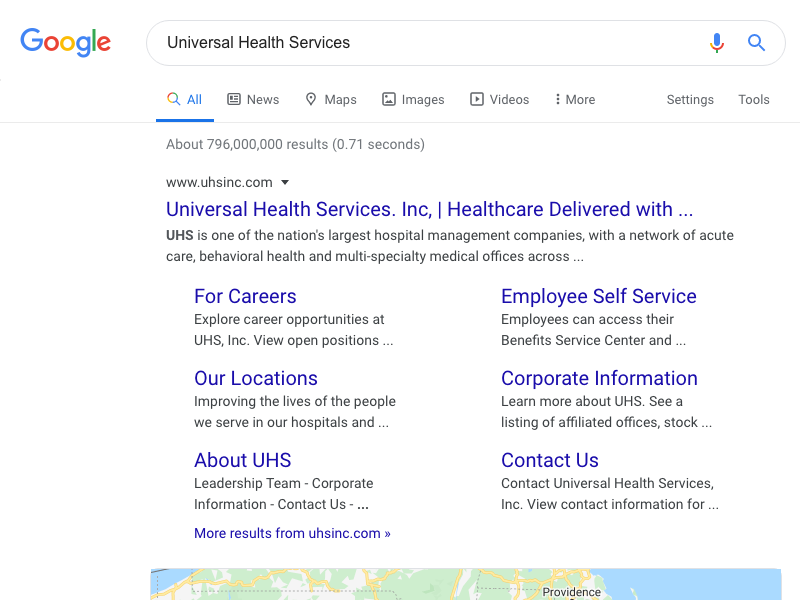 Google
Universal Health Services
All
News
Maps
Images
Videos
More
Settings
Tools
About 796,000,000 results (0.71 seconds)
www.uhsinc.com
Universal Health Services. Inc, | Healthcare Delivered with ...
UHS is one of the nation's largest hospital management companies, with a network of acute
care, behavioral health and multi-specialty medical offices across ...
For Careers
Explore career opportunities at
UHS, Inc. View open positions ...
Employee Self Service
Employees can access their
Benefits Service Center and ...
Our Locations
Improving the lives of the people
we serve in our hospitals and ...
Corporate Information
Learn more about UHS. See a
listing of affiliated offices, stock ...
About UHS
Leadership Team - Corporate
Information - Contact Us - ...
Contact Us
Contact Universal Health Services,
Inc. View contact information for ...
More results from uhsinc.com »
Providence